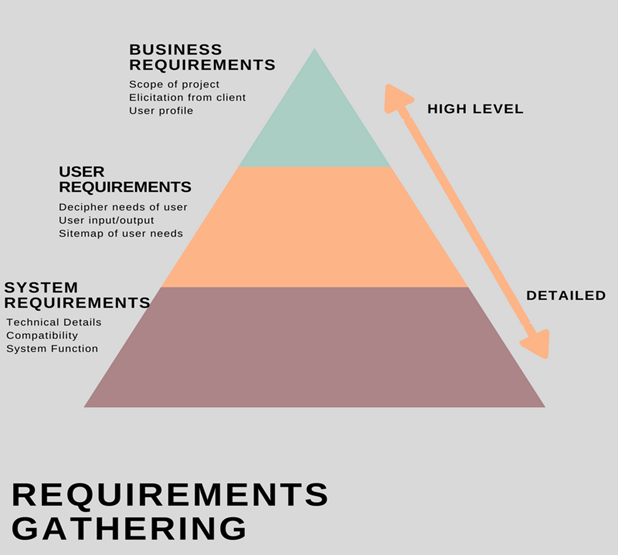 BUSINESS
REQUIREMENTS
Scope of project
Elicitation from client
User profile
HIGH LEVEL
USER
REQUIREMENTS
Decipher needs of user
User input/output
Sitemap of user needs
SYSTEM
REQUIREMENTS
Technical Details
Compatibility
System Function
DETAILED
REQUIREMENTS
GATHERING